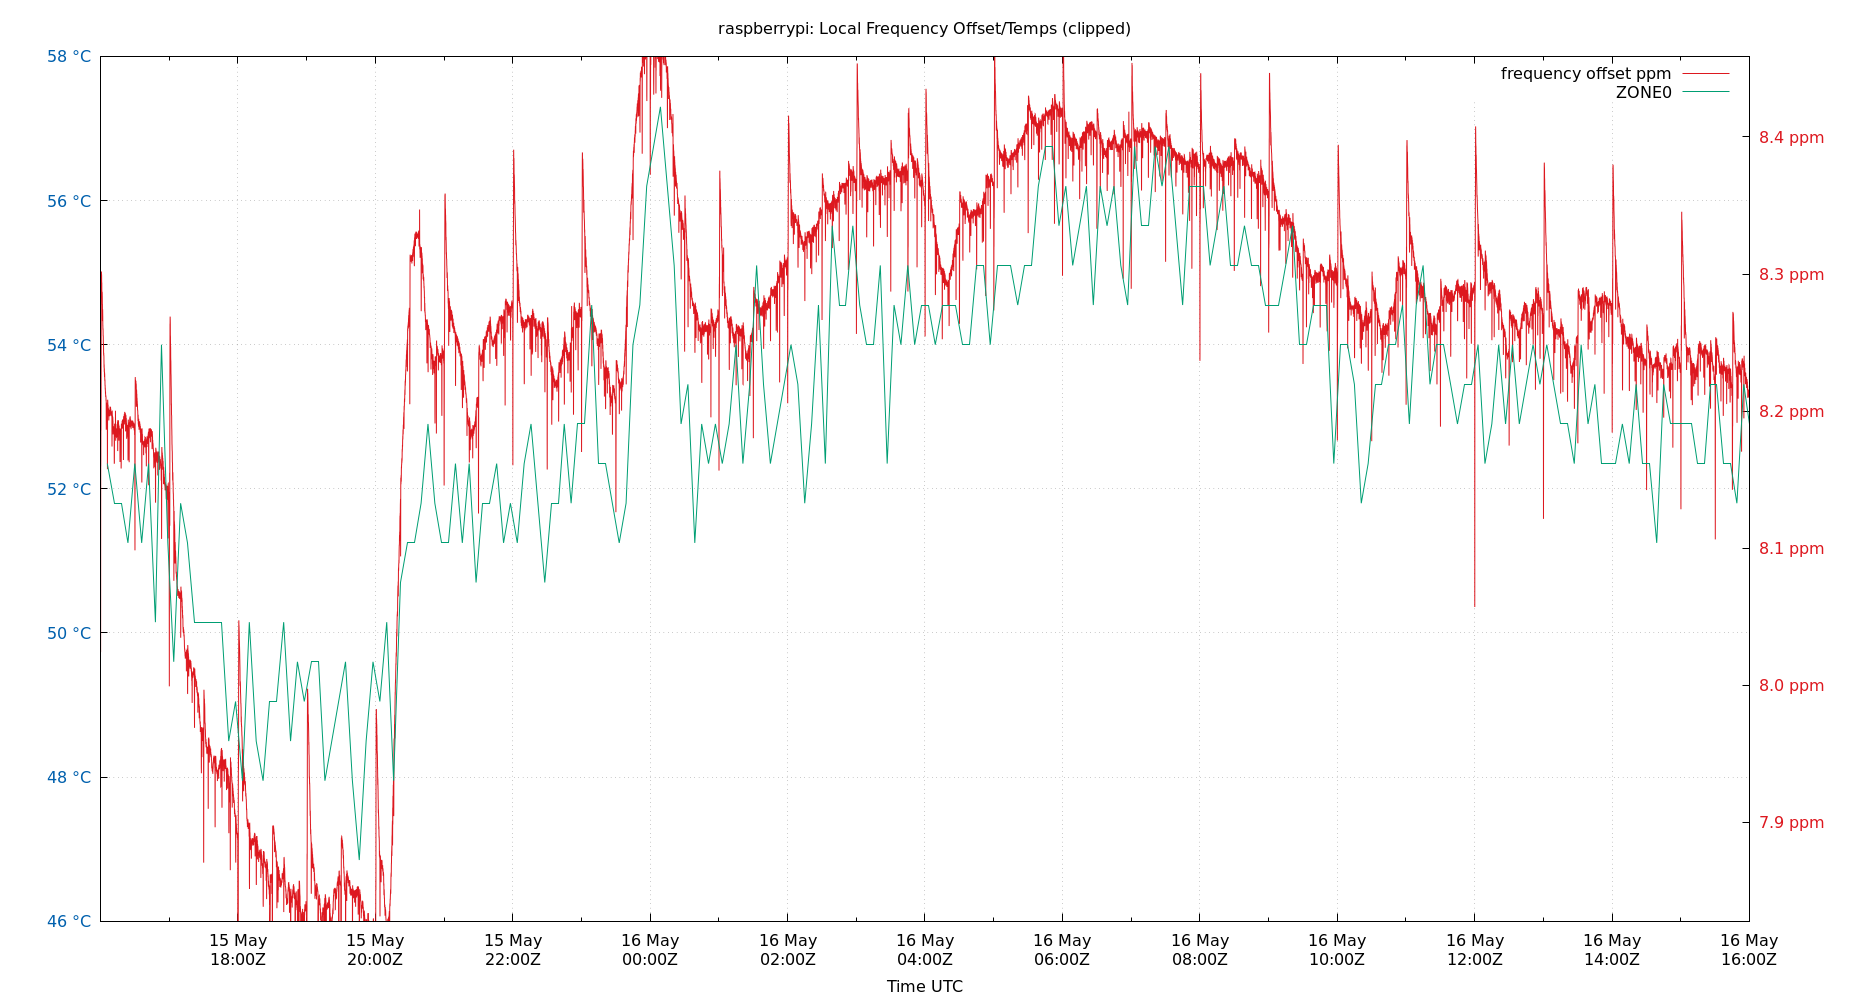 raspberrypi: Local Frequency Offset/Temps (clipped)
frequency offset ppm
ZONE0
58 °C
56 °C
54 °C
52 °C
50 °C
48 °C
46 °C
8.4 ppm
8.3 ppm
8.2 ppm
8.1 ppm
8.0 ppm
7.9 ppm
15 May 15 May 15 May 16 May 16 May 16 May 16 May 16 May 16 May 16 May 16 May 16 May
18:00Z 20:00Z 22:00Z 00:00Z 02:00Z 04:00Z 06:00Z 08:00Z 10:00Z 12:00Z 14:00Z 16:00Z
Time UTC